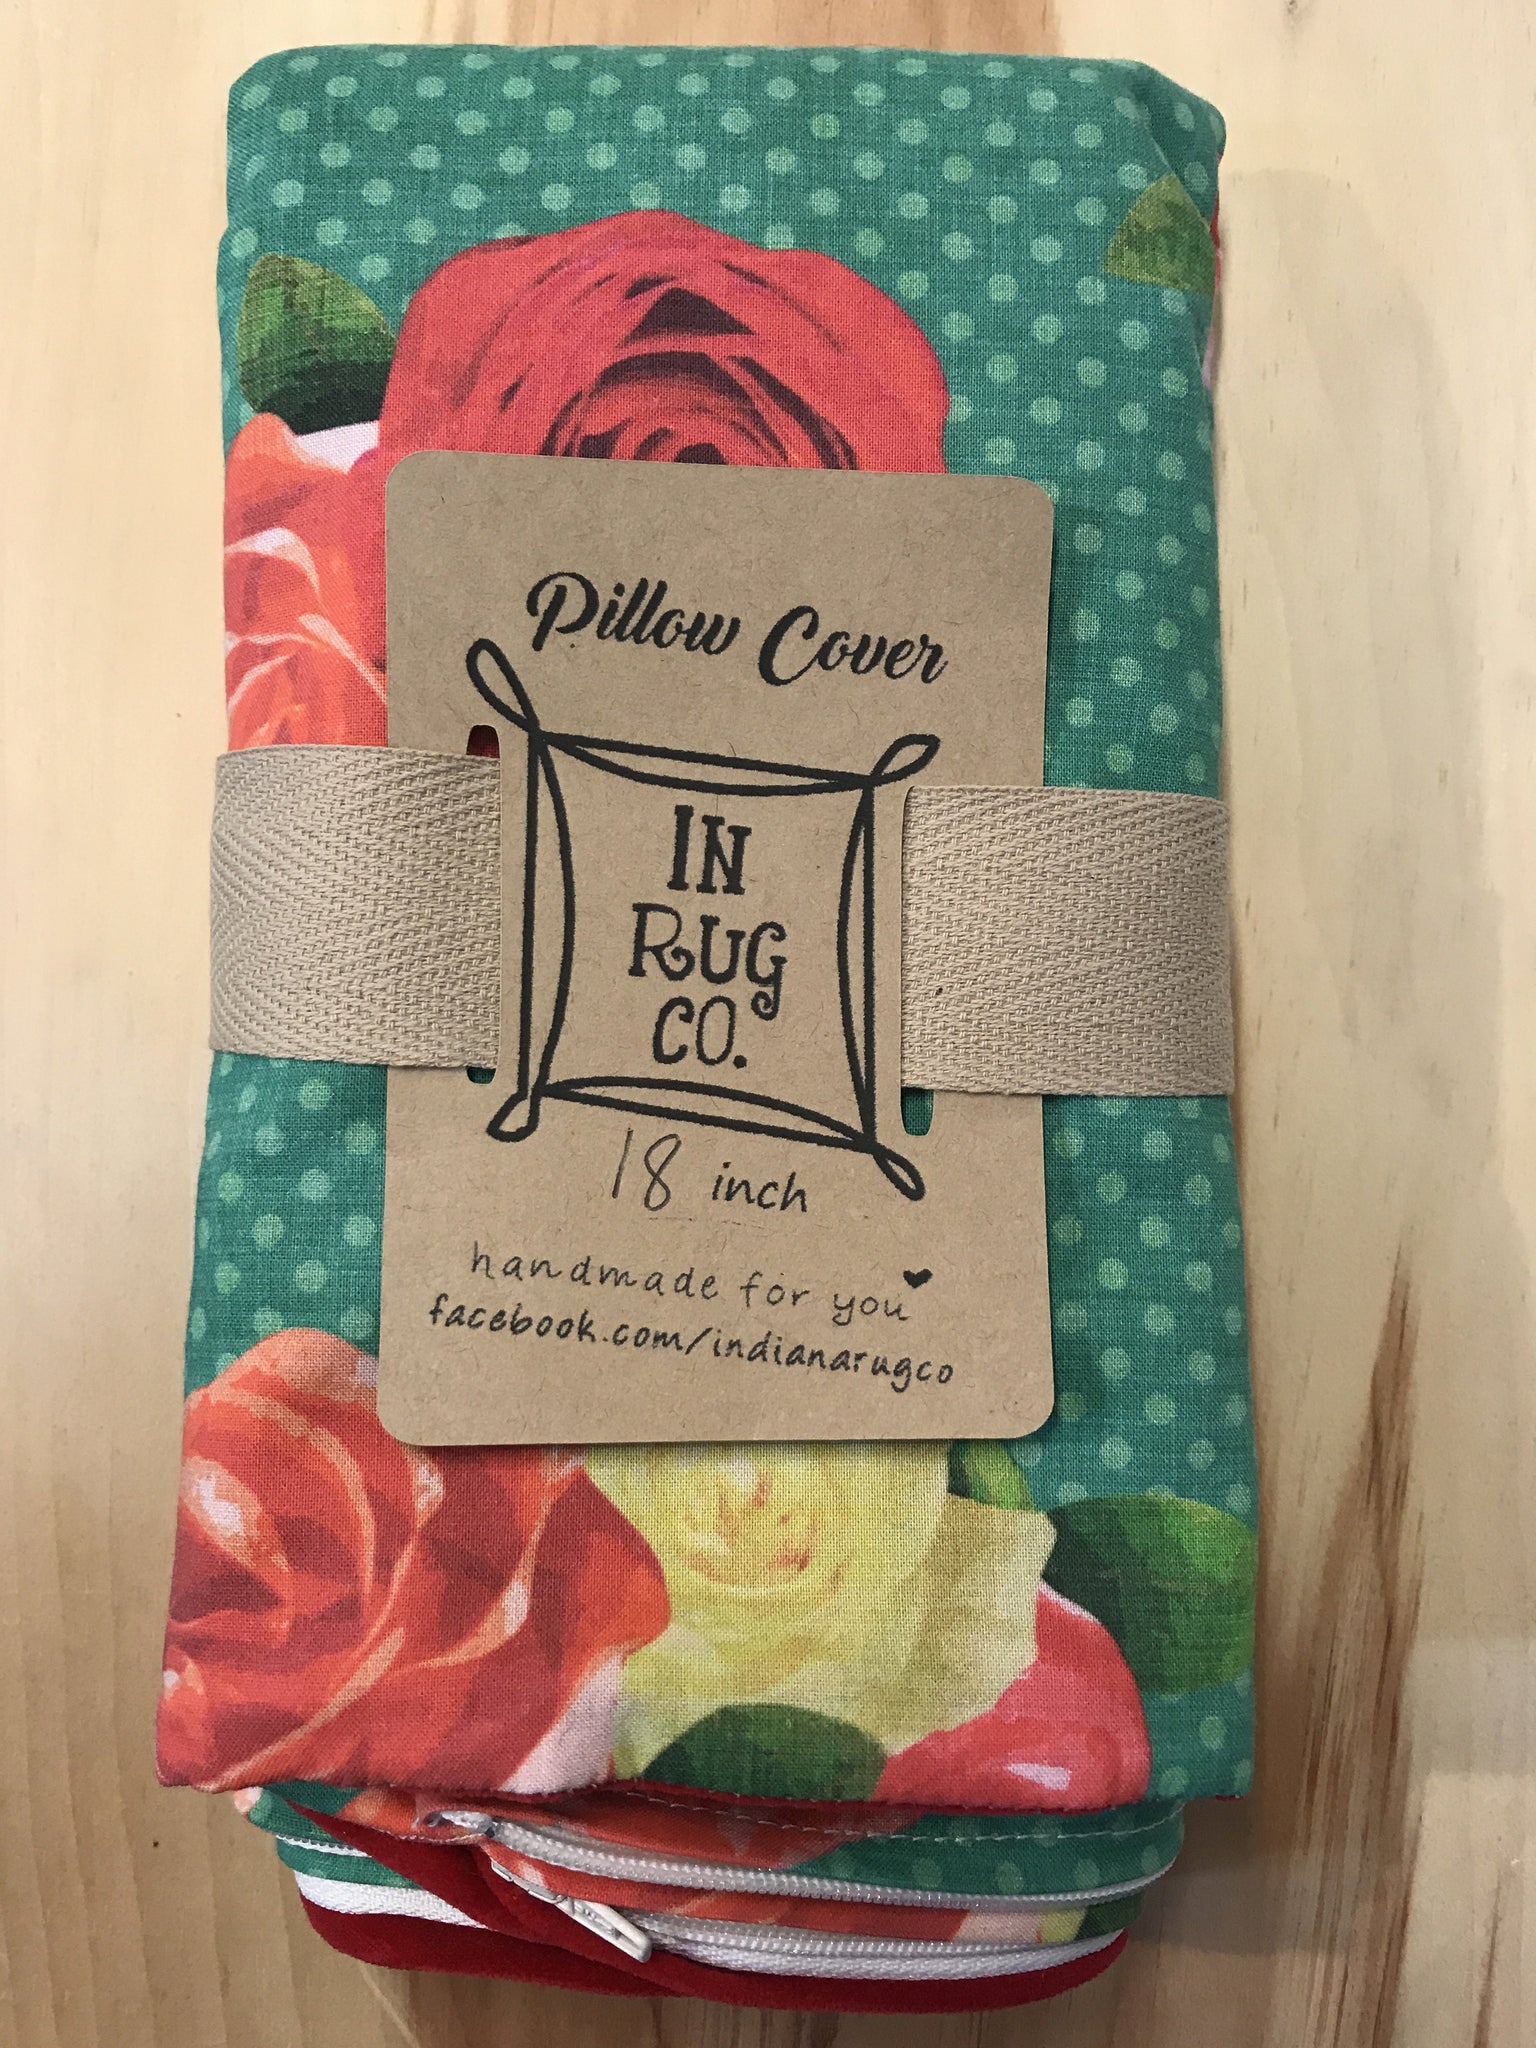 Pillow Cover
IN
RUG
CO.
18 inch
handmade for you
facebook.com/indianarugco